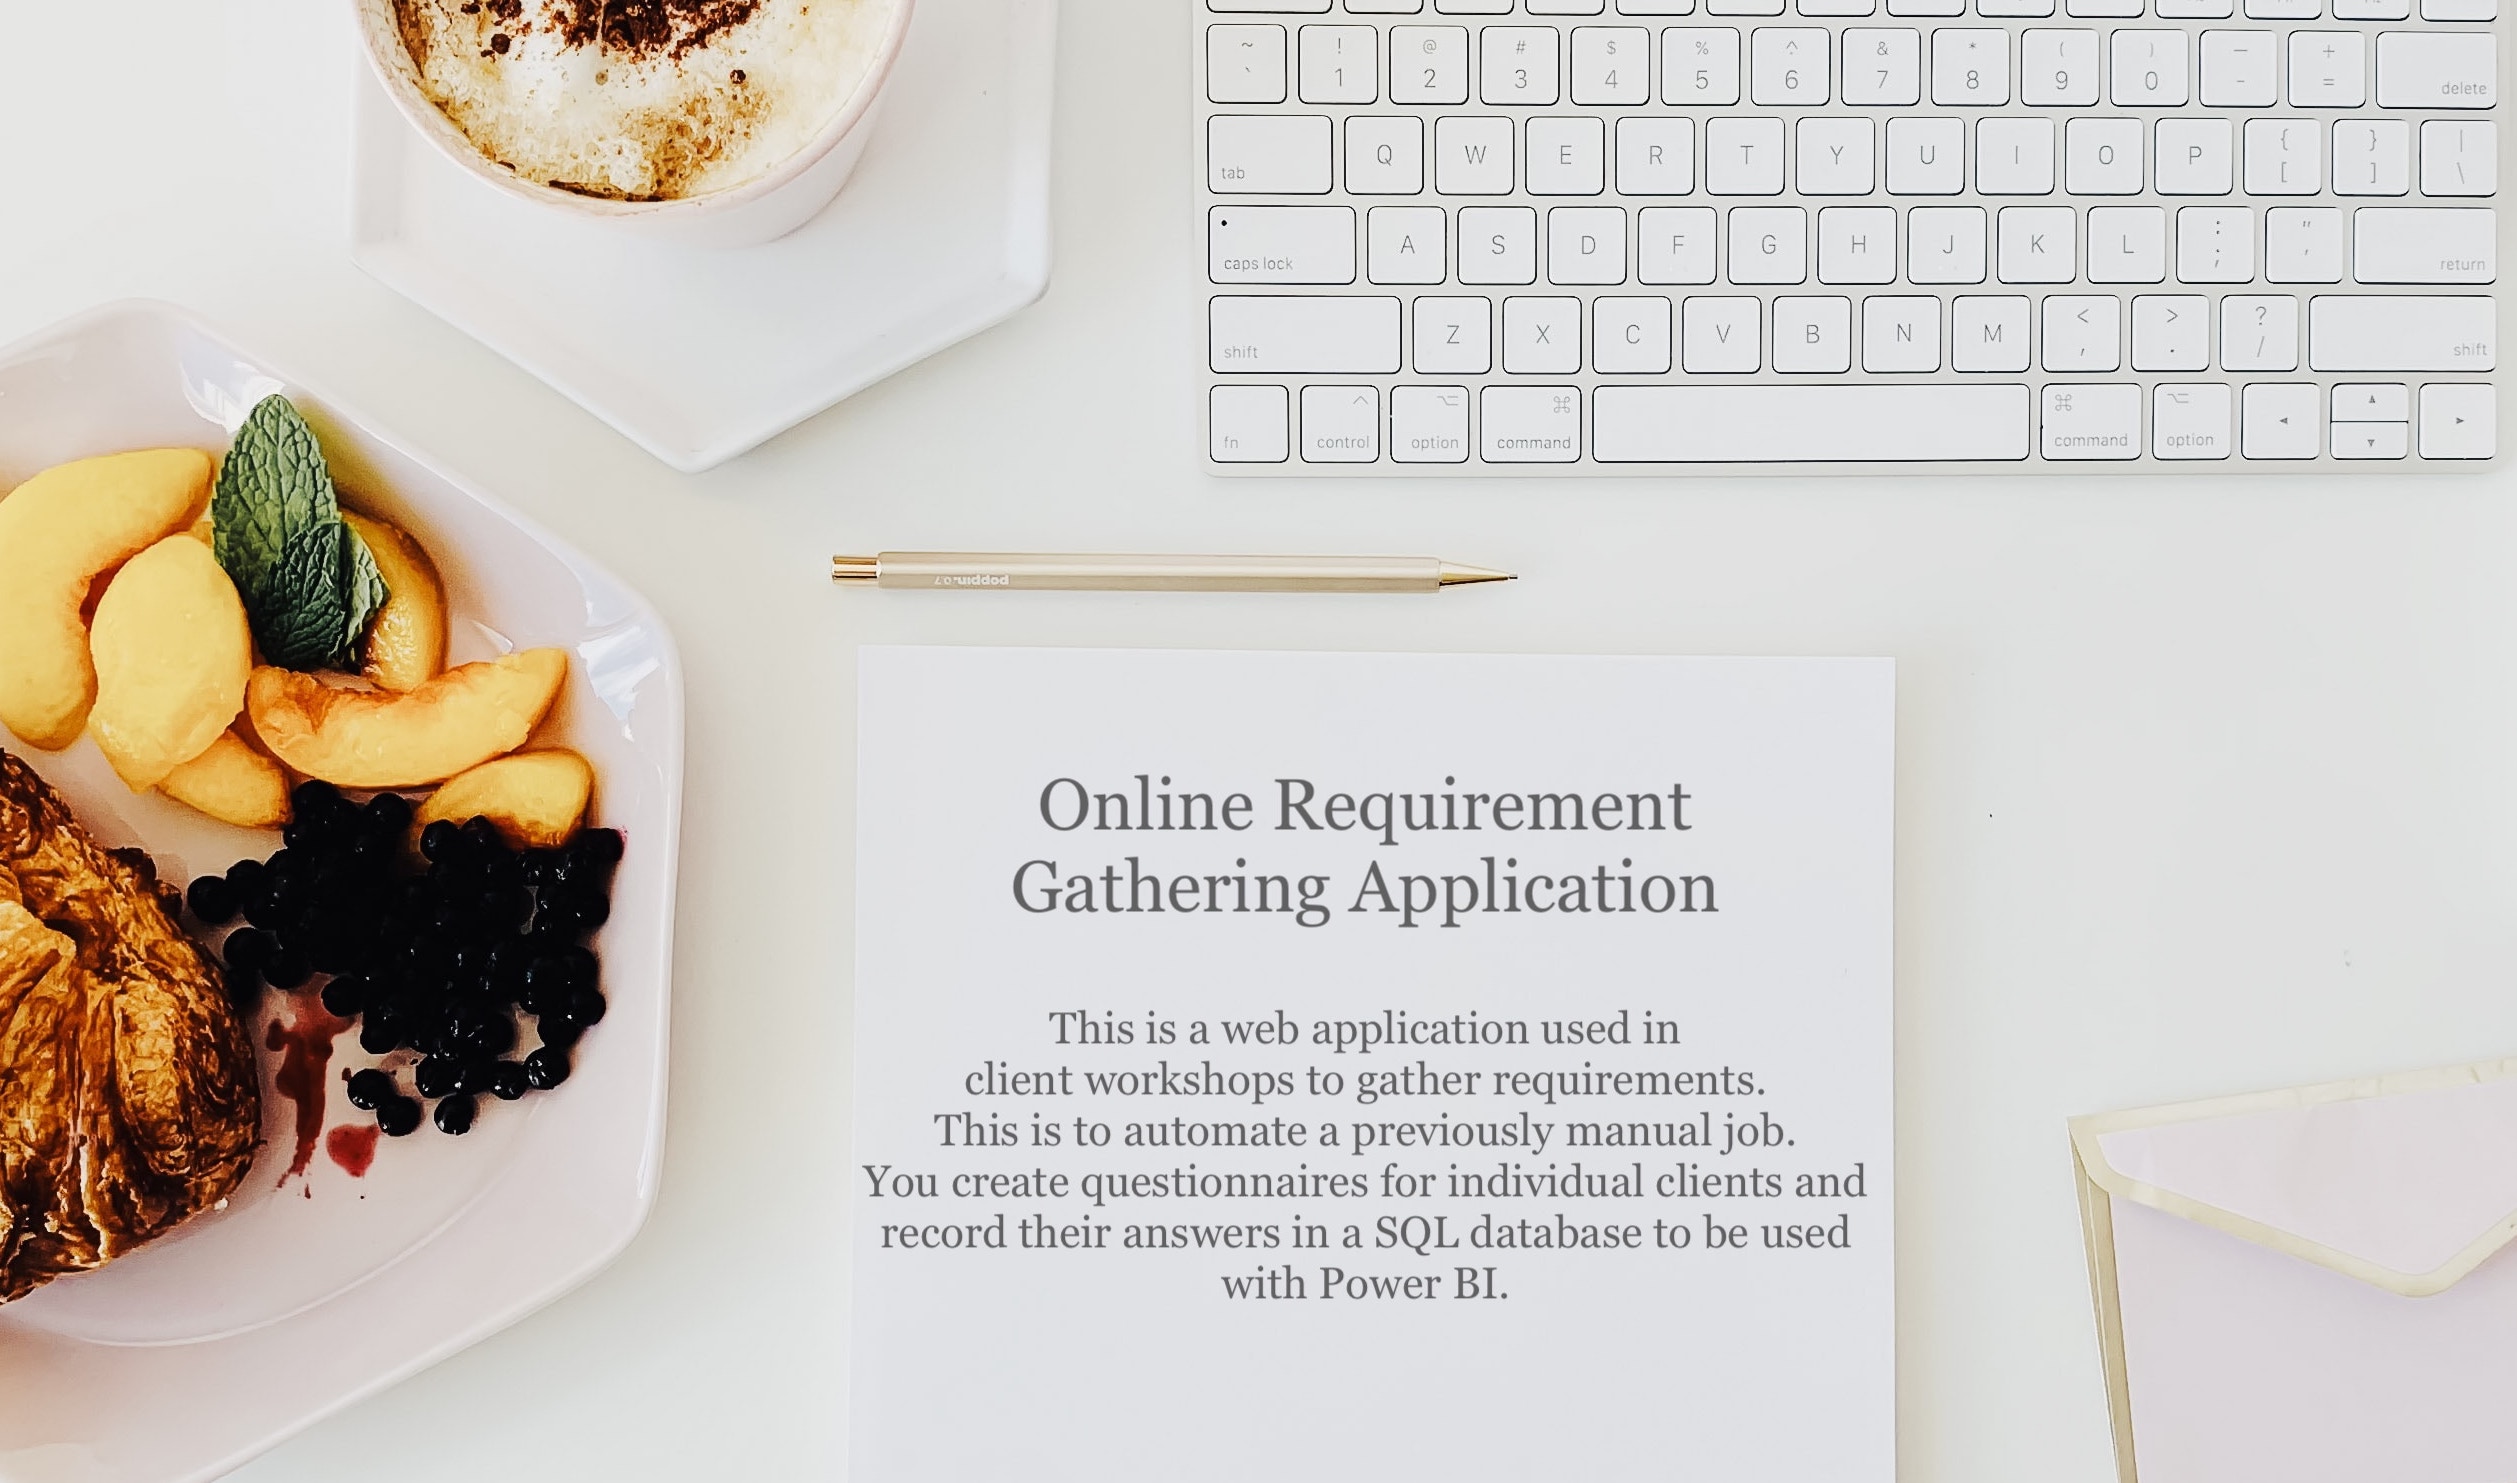 ~ ! @ # $ % ^ & * ( ) — +
` 1 2 3 4 5 6 7 8 9 0 - = delete
tab Q W E R T Y U I O P { [ } ] | \
caps lock A S D F G H J K L : ; " ' return
shift Z X C V B N M < , > . ? / shift
fn control option command command option
poppin. 0.7
Online Requirement
Gathering Application
This is a web application used in
client workshops to gather requirements.
This is to automate a previously manual job.
You create questionnaires for individual clients and
record their answers in a SQL database to be used
with Power BI.